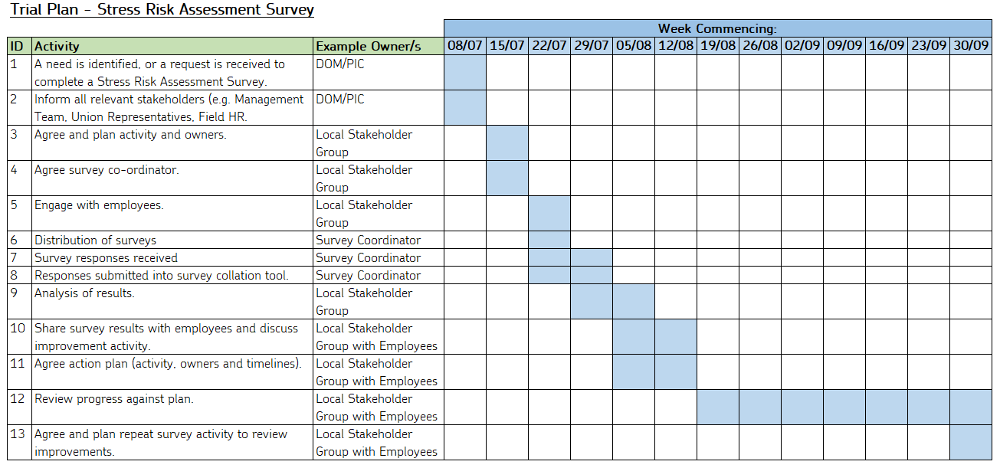 Trial Plan - Stress Risk Assessment Survey
Week Commencing:
ID Activity Example Owner/s 08/07 15/07 22/07 29/07 05/08 12/08 19/08 26/08 02/09 09/09 16/09 23/09 30/09
1 A need is identified, or a request is received to DOM/PIC
complete a Stress Risk Assessment Survey.
2 Inform all relevant stakeholders (e.g. Management DOM/PIC
Team, Union Representatives, Field HR.
3 Agree and plan activity and owners. Local Stakeholder
Group
4 Agree survey co-ordinator. Local Stakeholder
Group
5 Engage with employees. Local Stakeholder
Group
6 Distribution of surveys Survey Coordinator
7 Survey responses received Survey Coordinator
8 Responses submitted into survey collation tool. Survey Coordinator
9 Analysis of results. Local Stakeholder
Group
10 Share survey results with employees and discuss Local Stakeholder
improvement activity. Group with Employees
11 Agree action plan (activity, owners and timelines). Local Stakeholder
Group with Employees
12 Review progress against plan. Local Stakeholder
Group with Employees
13 Agree and plan repeat survey activity to review Local Stakeholder
improvements. Group with Employees